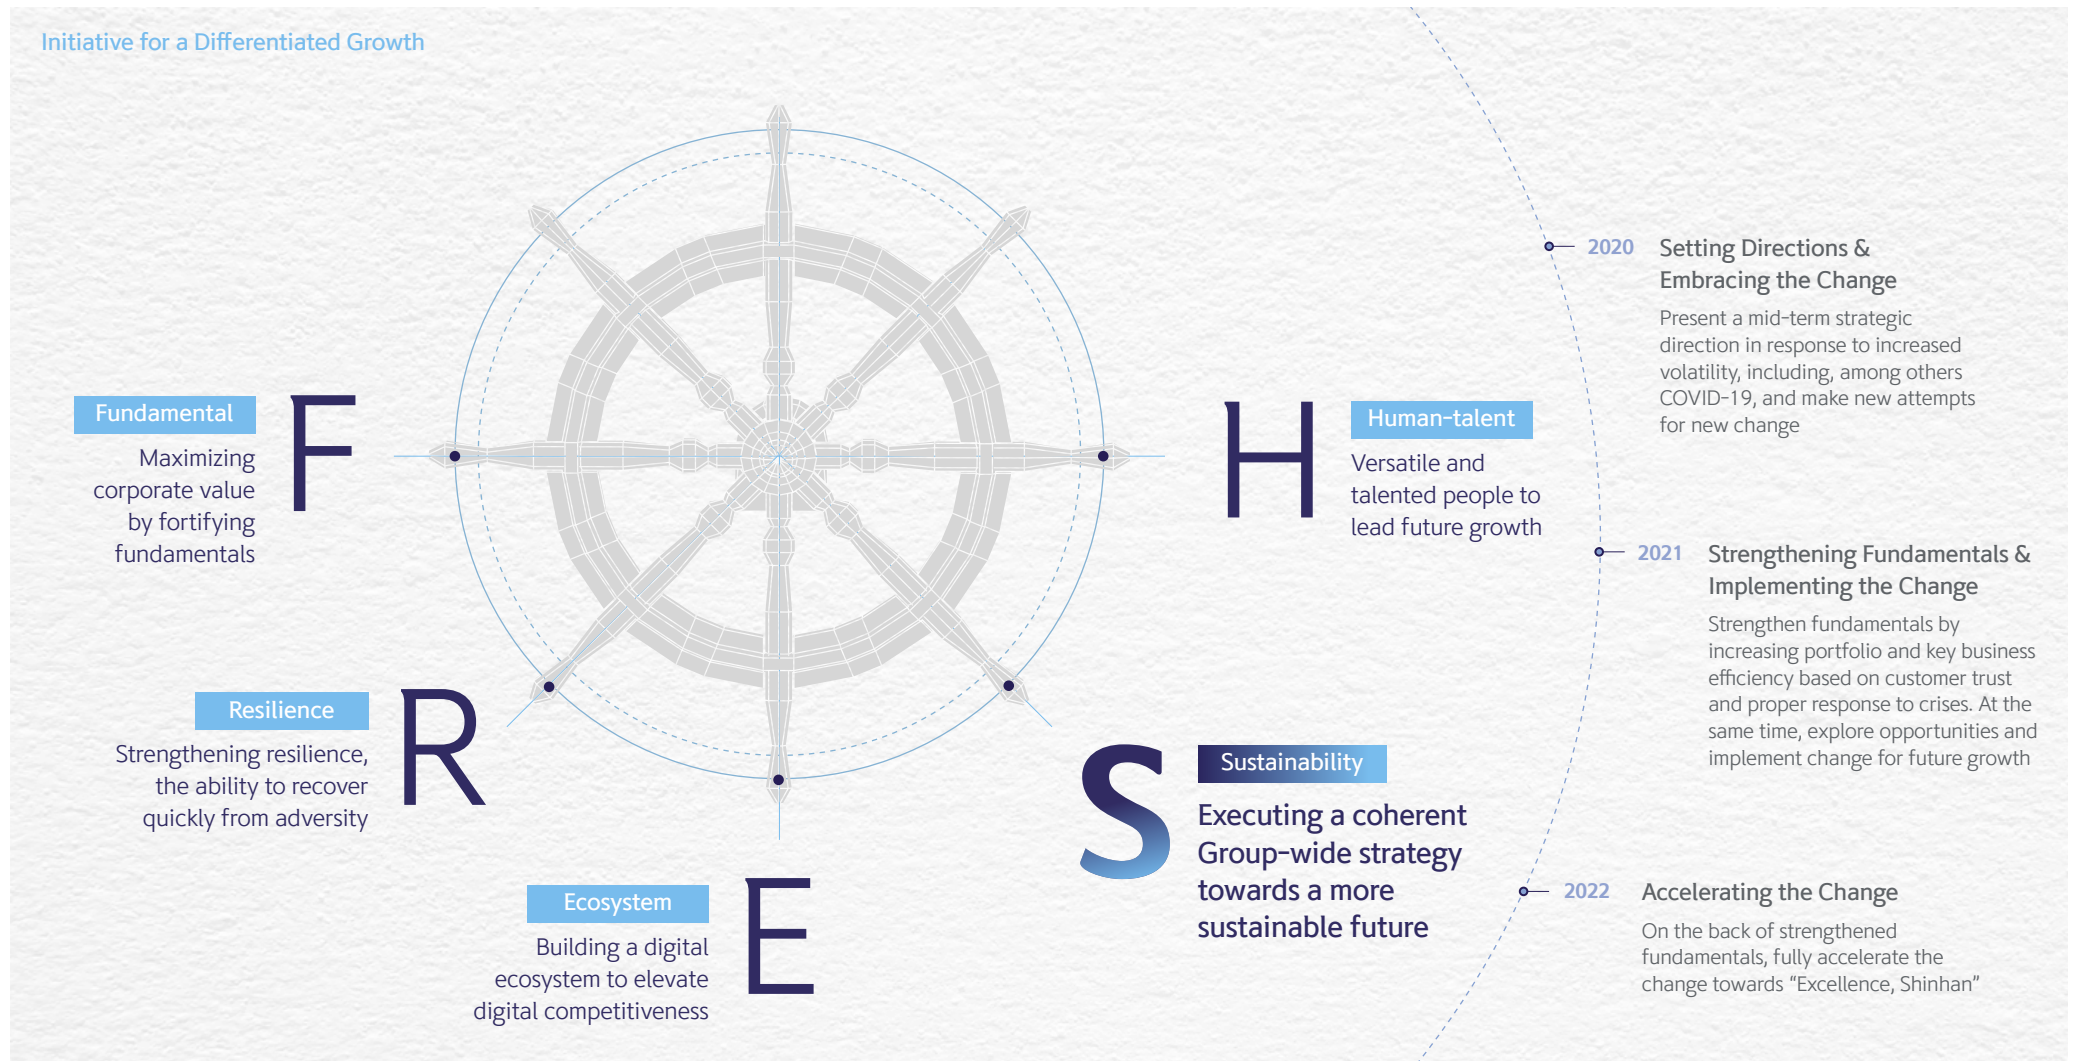 Initiative for a Differentiated Growth
F
Fundamental
Maximizing
corporate value
by fortifying
fundamentals
R
Resilience
Strengthening resilience,
the ability to recover
quickly from adversity
E
Ecosystem
Building a digital
ecosystem to elevate
digital competitiveness
S
Sustainability
Executing a coherent
Group-wide strategy
towards a more
sustainable future
H
Human-talent
Versatile and
talented people to
lead future growth
2020
Setting Directions &
Embracing the Change
Present a mid-term strategic
direction in response to increased
volatility, including, among others
COVID-19, and make new attempts
for new change
2021
Strengthening Fundamentals &
Implementing the Change
Strengthen fundamentals by
increasing portfolio and key business
efficiency based on customer trust
and proper response to crises. At the
same time, explore opportunities and
implement change for future growth
2022
Accelerating the Change
On the back of strengthened
fundamentals, fully accelerate the
change towards “Excellence, Shinhan”